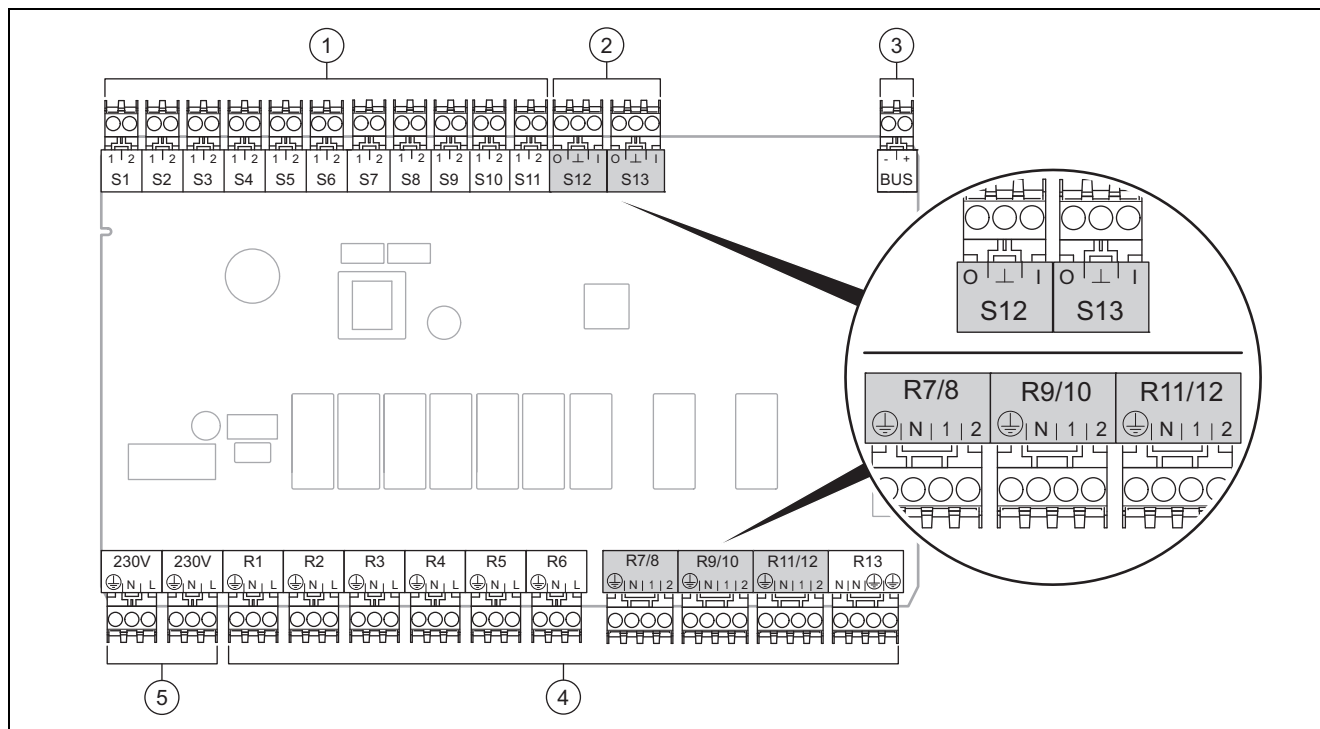 1 2 3
1 2 1 2 1 2 1 2 1 2 1 2 1 2 1 2 1 2 1 2 1 2 O ⊥ I O ⊥ I - +
S1 S2 S3 S4 S5 S6 S7 S8 S9 S10 S11 S12 S13 BUS
O ⊥ I O ⊥ I
S12 S13
R7/8 R9/10 R11/12
N 1 2 N 1 2 N 1 2
230V 230V R1 R2 R3 R4 R5 R6 R7/8 R9/10 R11/12 R13
N L N L N L N L N L N L N L N L N 1 2 N 1 2 N 1 2 N N
5 4